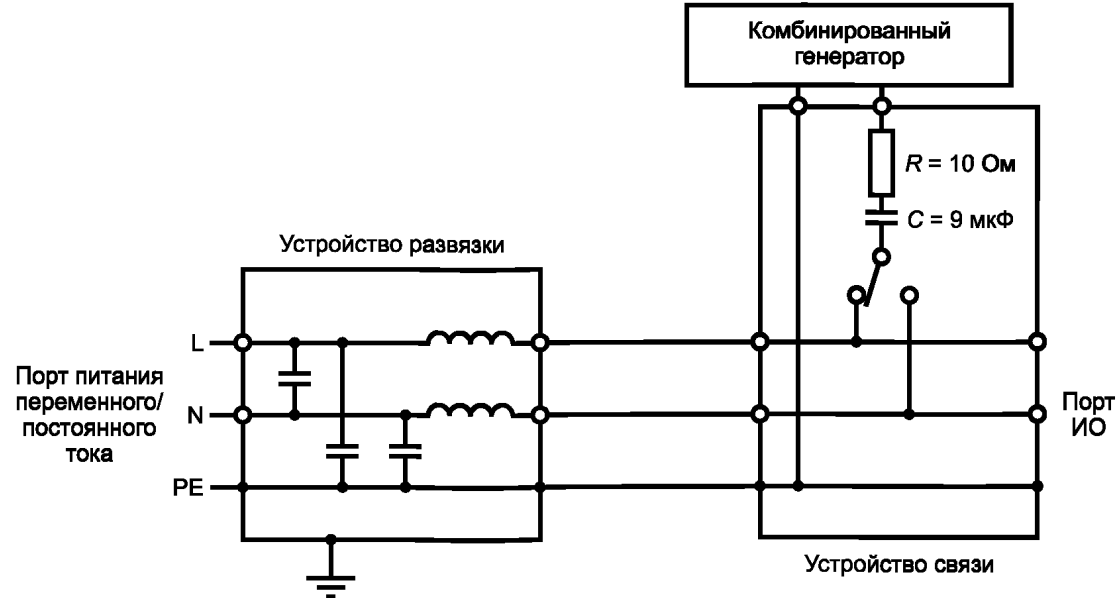 Комбинированный
генератор
R = 10 Ом
C = 9 мкФ
Устройство развязки
L
Порт питания
переменного/
постоянного
тока
N
PE
Порт
ИО
Устройство связи